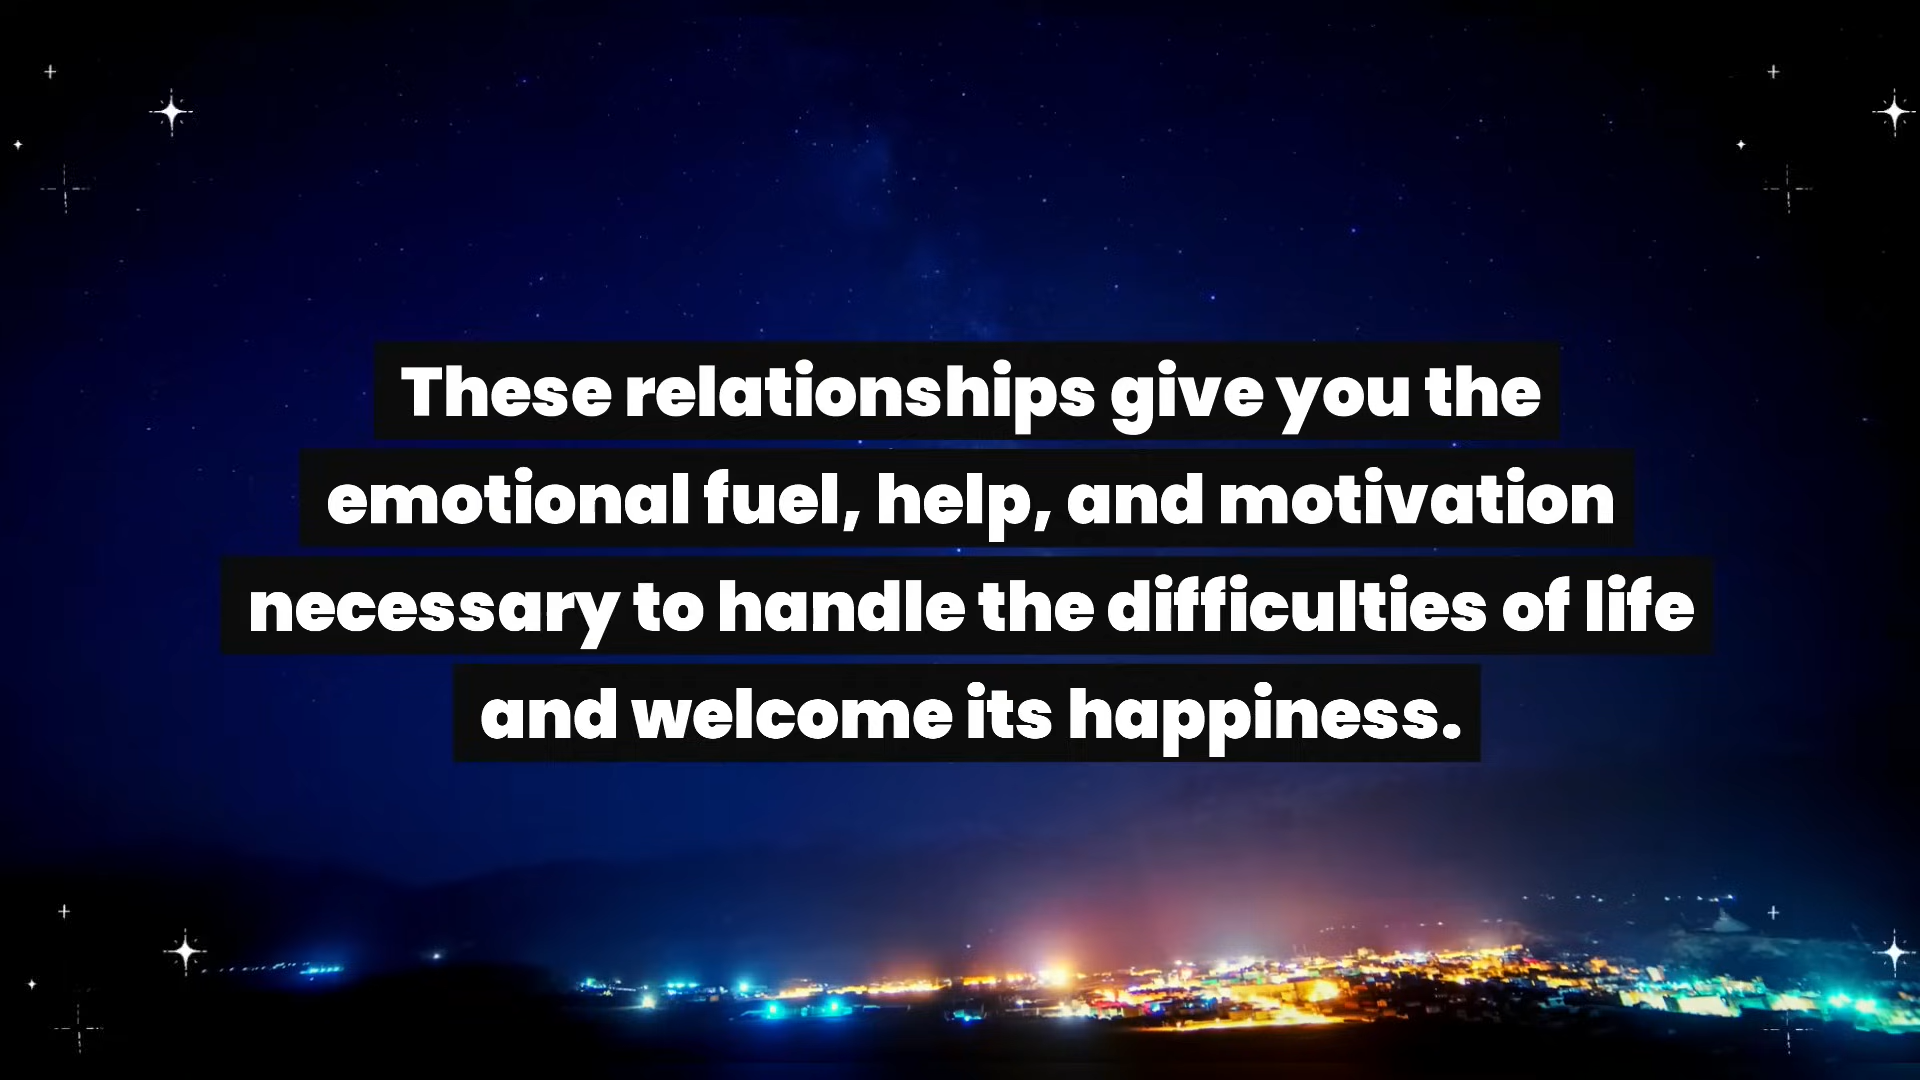 These relationships give you the
emotional fuel, help, and motivation
necessary to handle the difficulties of life
and welcome its happiness.